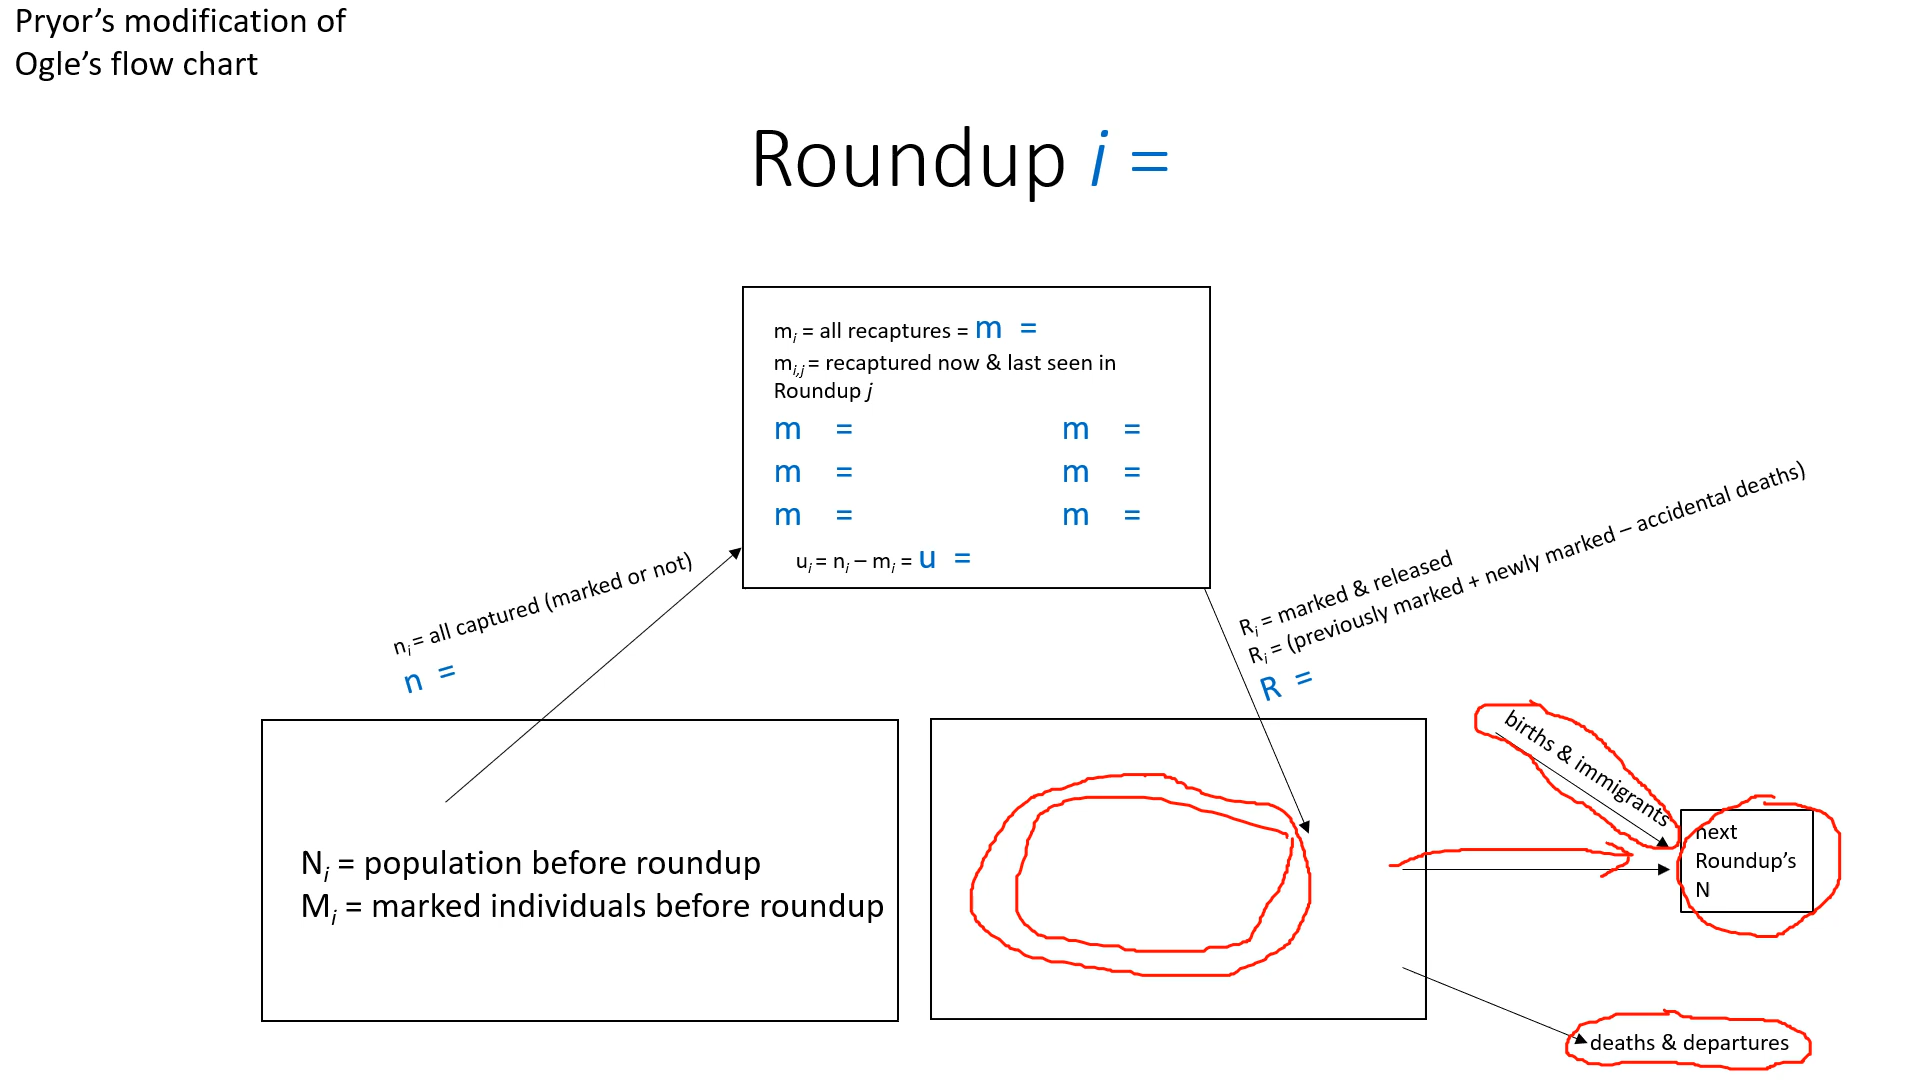 Pryor’s modification of
Ogle’s flow chart
Roundup i =
mi = all recaptures = m =
mi,j = recaptured now & last seen in
Roundup j
m = m =
m = m =
m = m =
ui = ni – mi = u =
ni = all captured (marked or not)
n =
Ri = marked & released
Ri = (previously marked + newly marked – accidental deaths)
R =
Ni = population before roundup
Mi = marked individuals before roundup
births & immigrants
next
Roundup’s
N
deaths & departures